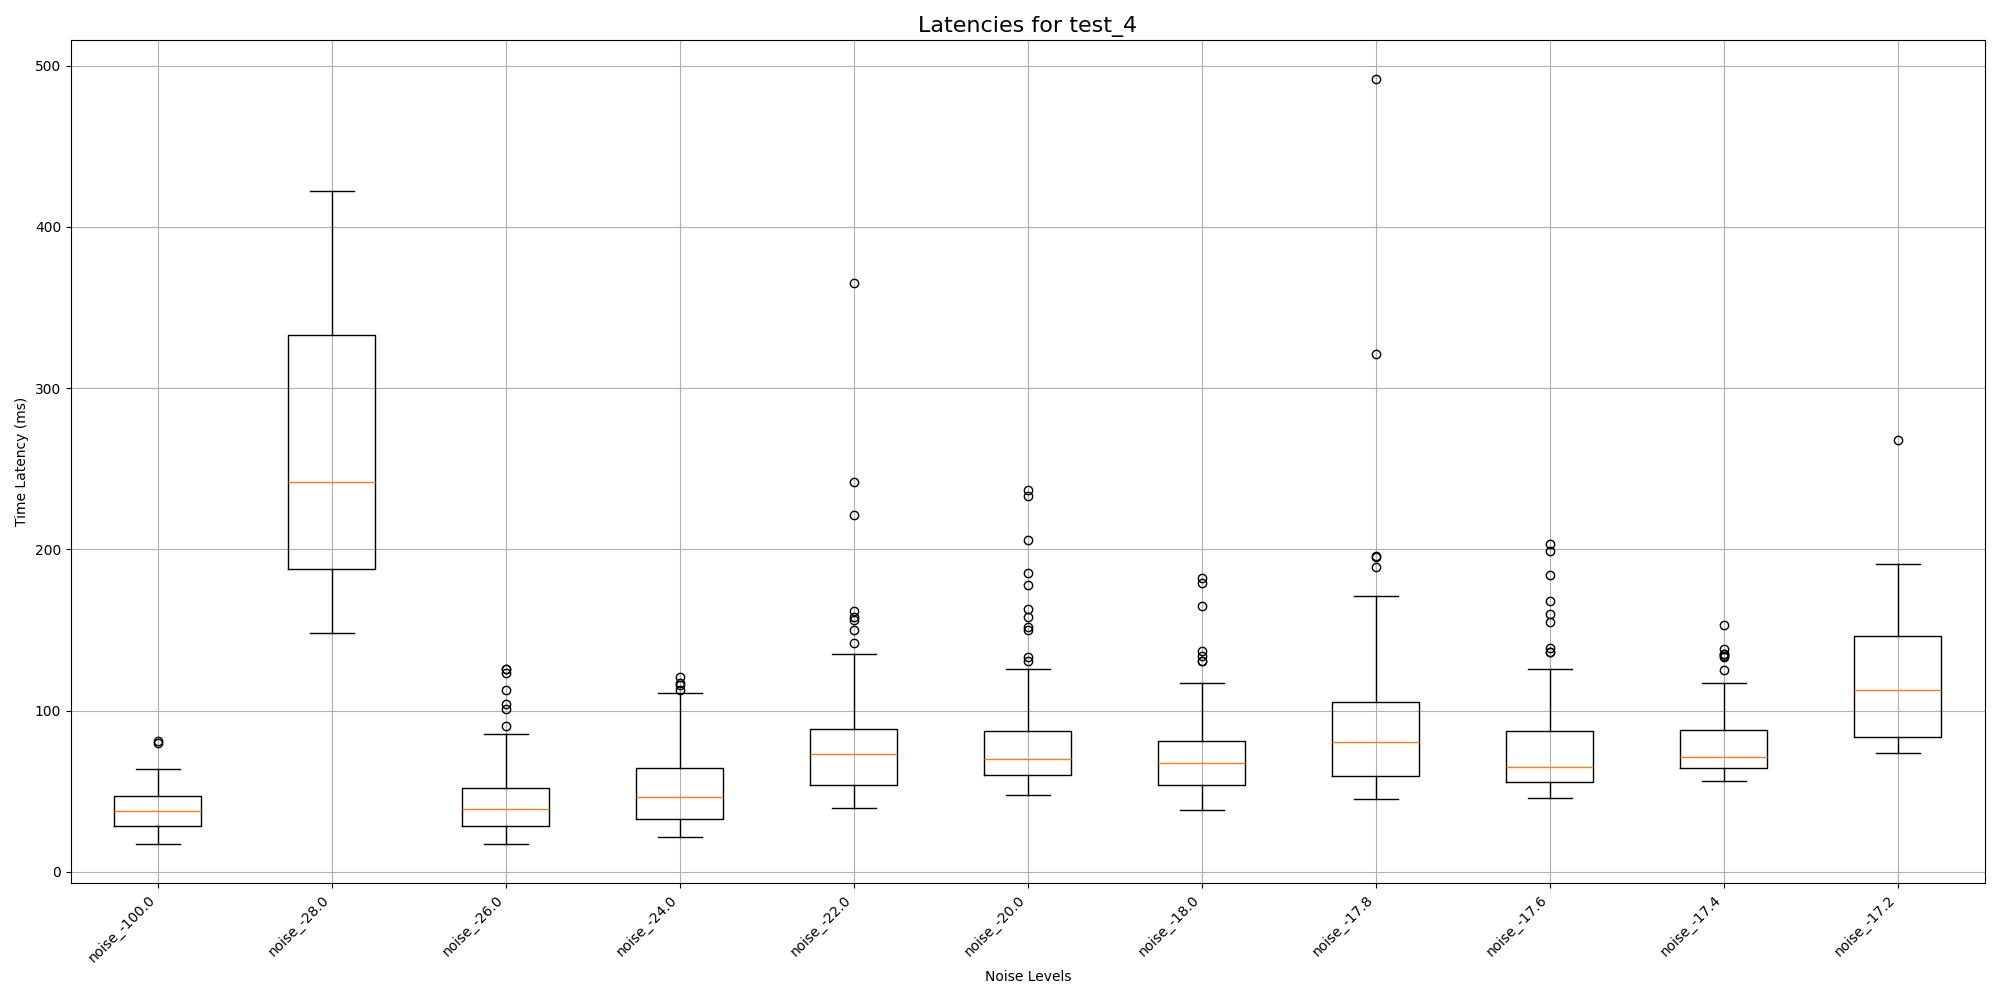 Latencies for test_4
500
400
300
200
100
0
Time Latency (ms)
noise_-100.0
noise_-28.0
noise_-26.0
noise_-24.0
noise_-22.0
noise_-20.0
noise_-18.0
noise_-17.8
noise_-17.6
noise_-17.4
noise_-17.2
Noise Levels